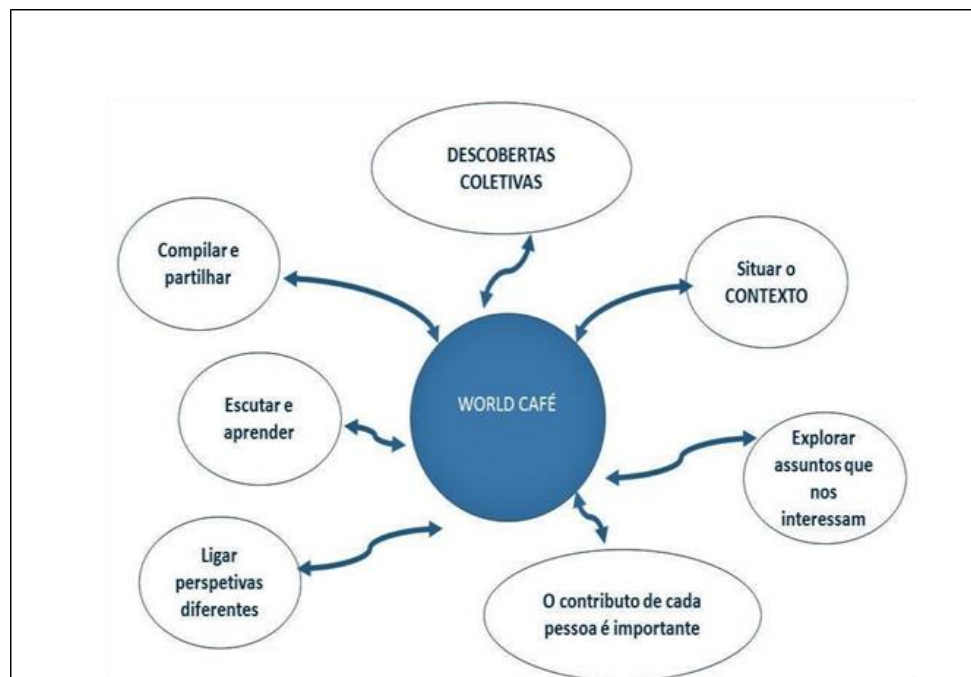 DESCOBERTAS
COLETIVAS
Compilar e
partilhar
Situar o
CONTEXTO
WORLD CAFÉ
Escutar e
aprender
Explorar
assuntos que
nos
interessam
Ligar
perspetivas
diferentes
O contributo de cada
pessoa é importante